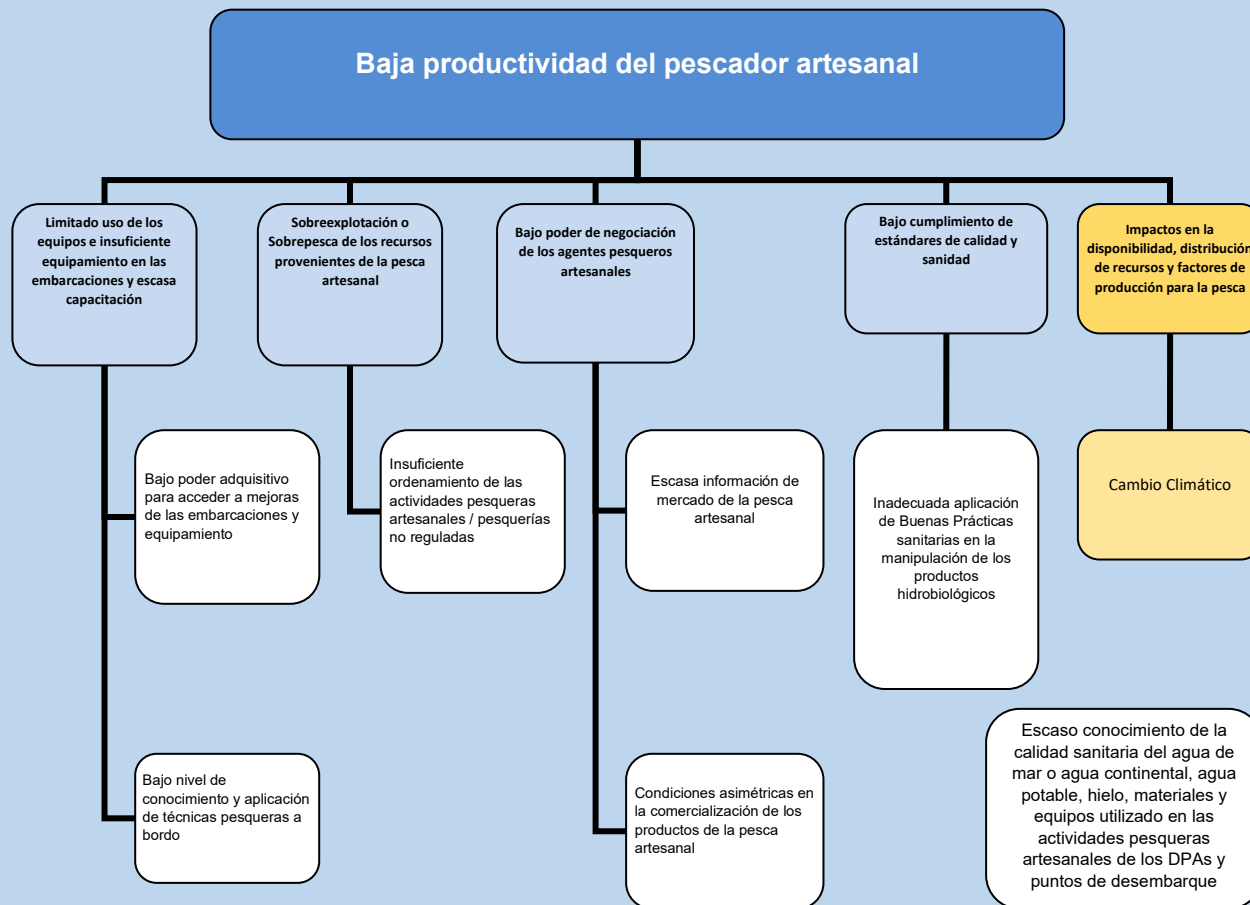 Baja productividad del pescador artesanal
Limitado uso de los
equipos e insuficiente
equipamiento en las
embarcaciones y escasa
capacitación
Sobreexplotación o
Sobrepesca de los recursos
provenientes de la pesca
artesanal
Bajo poder de negociación
de los agentes pesqueros
artesanales
Bajo cumplimiento de
estándares de calidad y
sanidad
Impactos en la
disponibilidad, distribución
de recursos y factores de
producción para la pesca
Bajo poder adquisitivo
para acceder a mejoras
de las embarcaciones y
equipamiento
Insuficiente
ordenamiento de las
actividades pesqueras
artesanales / pesquerías
no reguladas
Escasa información de
mercado de la pesca
artesanal
Inadecuada aplicación
de Buenas Prácticas
sanitarias en la
manipulación de los
productos
hidrobiológicos
Cambio Climático
Bajo nivel de
conocimiento y aplicación
de técnicas pesqueras a
bordo
Condiciones asimétricas en
la comercialización de los
productos de la pesca
artesanal
Escaso conocimiento de la
calidad sanitaria del agua de
mar o agua continental, agua
potable, hielo, materiales y
equipos utilizado en las
actividades pesqueras
artesanales de los DPAs y
puntos de desembarque